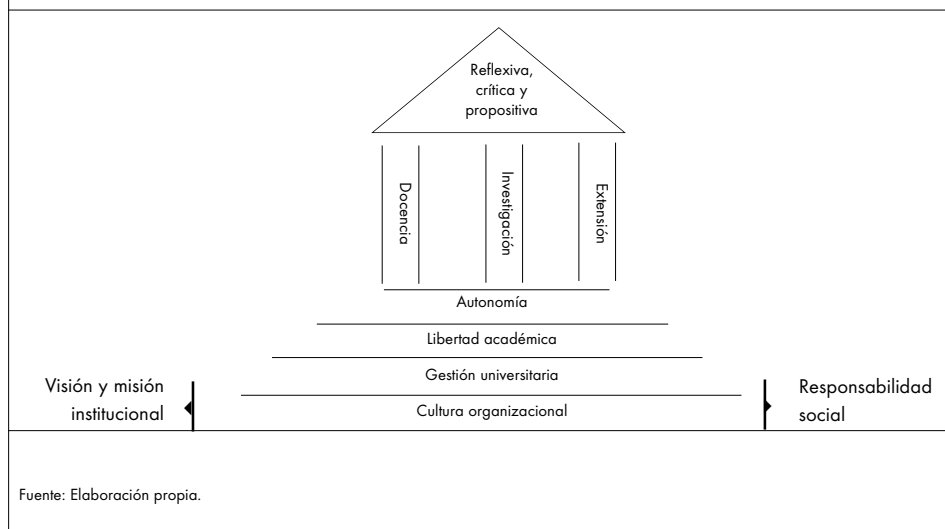 Reflexiva,
crítica y
propositiva
Docencia
Investigación
Extensión
Autonomía
Libertad académica
Gestión universitaria
Cultura organizacional
Visión y misión
institucional
Responsabilidad
social
Fuente: Elaboración propia.